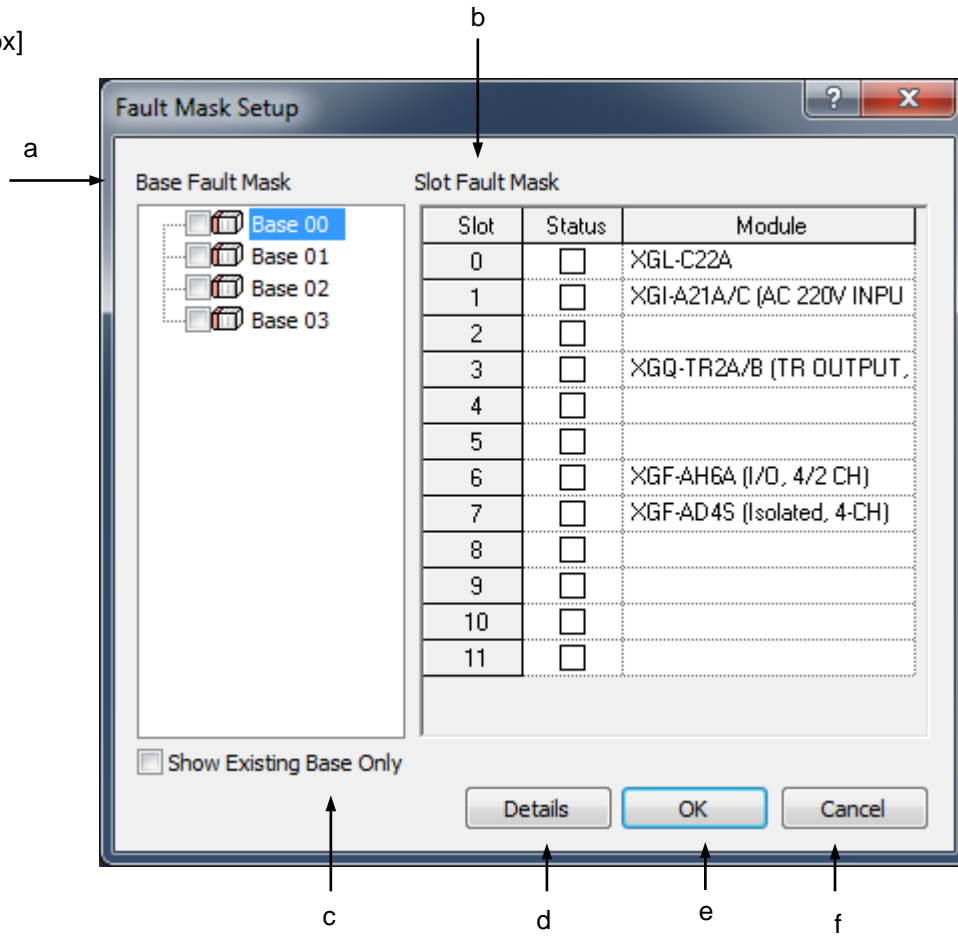 b
ox]
Fault Mask Setup
? X
a
Base Fault Mask
Slot Fault Mask
Base 00
Base 01
Base 02
Base 03
Slot Status Module
0 XGL-C22A
1 XGI-A21A/C (AC 220V INPU
2
3 XGQ-TR2A/B (TR OUTPUT,
4
5
6 XGF-AH6A (I/O, 4/2 CH)
7 XGF-AD4S (Isolated, 4-CH)
8
9
10
11
Show Existing Base Only
Details OK Cancel
c d e f